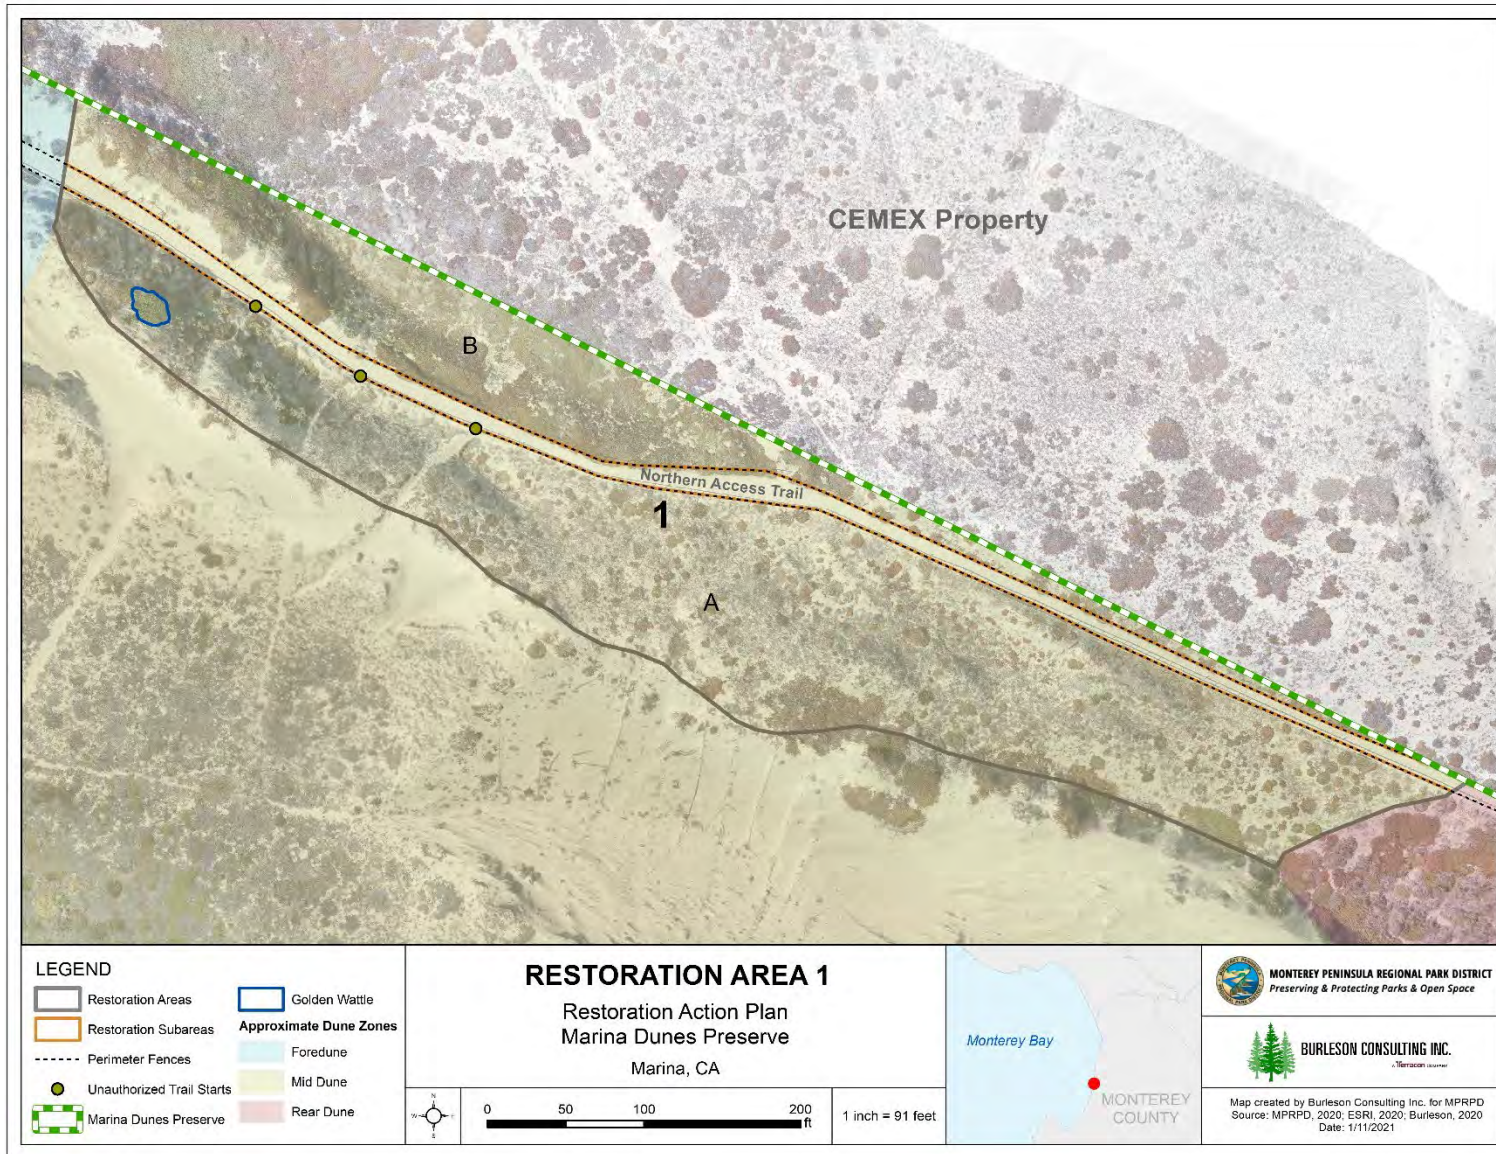 CEMEX Property
B
Northern Access Trail
1
A
LEGEND
Restoration Areas
Restoration Subareas
Perimeter Fences
Unauthorized Trail Starts
Marina Dunes Preserve
Golden Wattle
Approximate Dune Zones
Foredune
Mid Dune
Rear Dune
RESTORATION AREA 1
Restoration Action Plan
Marina Dunes Preserve
Marina, CA
N
W
E
S
0 50 100 200
ft
1 inch = 91 feet
Monterey Bay
MONTEREY
COUNTY
MONTEREY PENINSULA REGIONAL PARK DISTRICT
Preserving & Protecting Parks & Open Space
BURLESON CONSULTING INC.
A Terracon COMPANY
Map created by Burleson Consulting Inc. for MPRPD
Source: MPRPD, 2020; ESRI, 2020; Burleson, 2020
Date: 1/11/2021